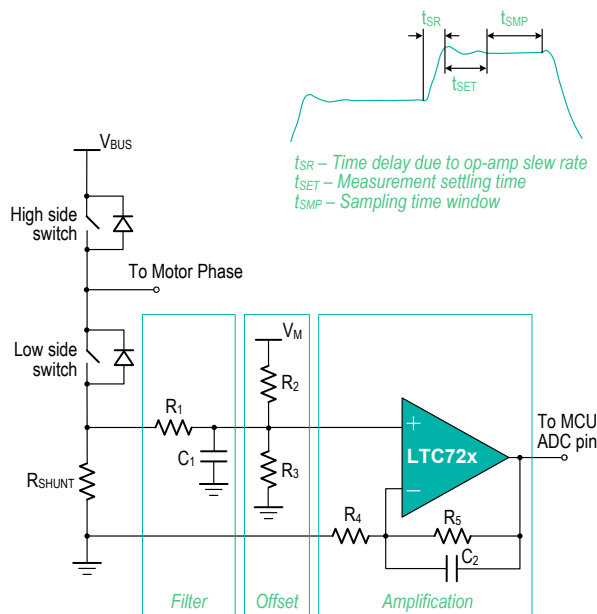 tSR
tSMP
tSET
tSR – Time delay due to op-amp slew rate
tSET – Measurement settling time
tSMP – Sampling time window
VBUS
High side
switch
To Motor Phase
Low side
switch
VM
R1
R2
C1
R3
RSHUNT
+
LTC72x
–
To MCU
ADC pin
R4
R5
C2
Filter
Offset
Amplification